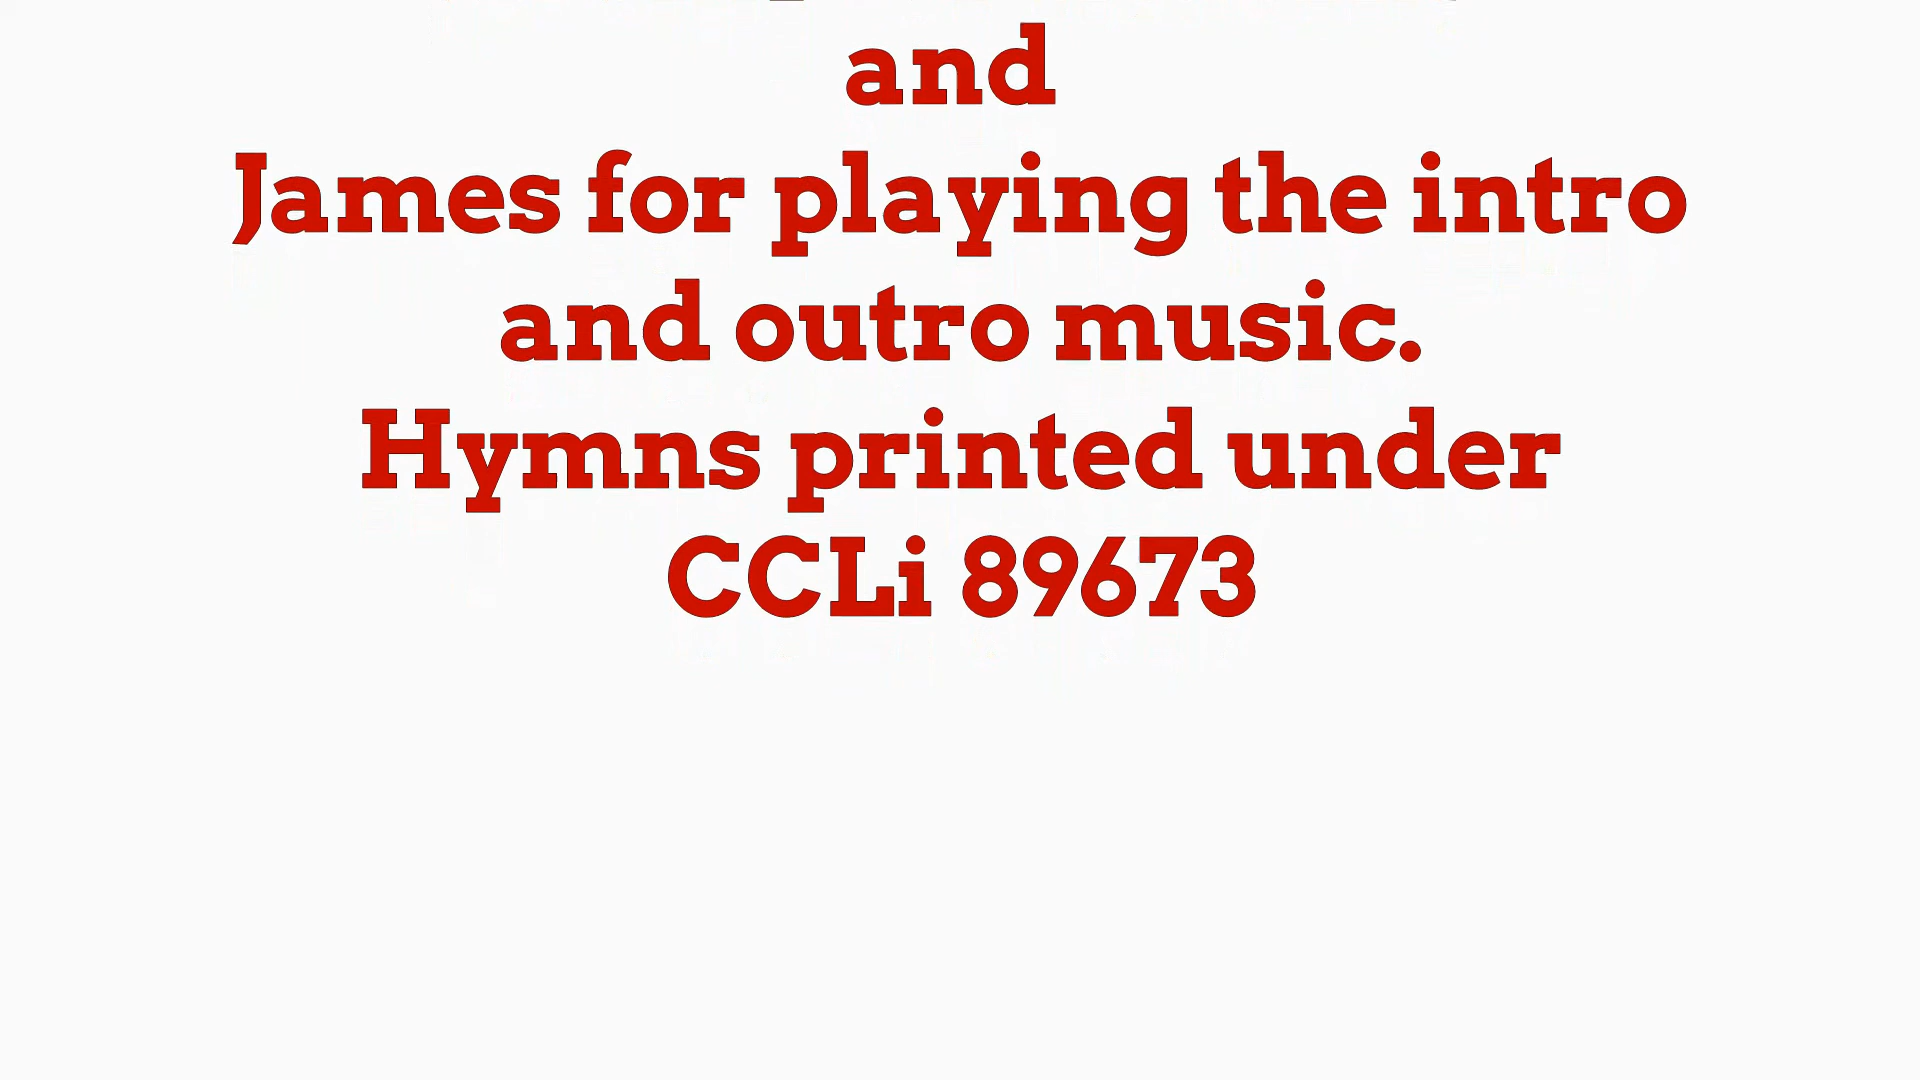 and
James for playing the intro
and outro music.
Hymns printed under
CCLi 89673